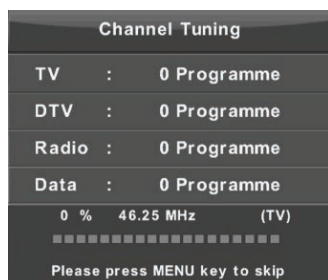 Channel Tuning
TV : 0 Programme
DTV : 0 Programme
Radio : 0 Programme
Data : 0 Programme
0 % 46.25 MHz (TV)
Please press MENU key to skip